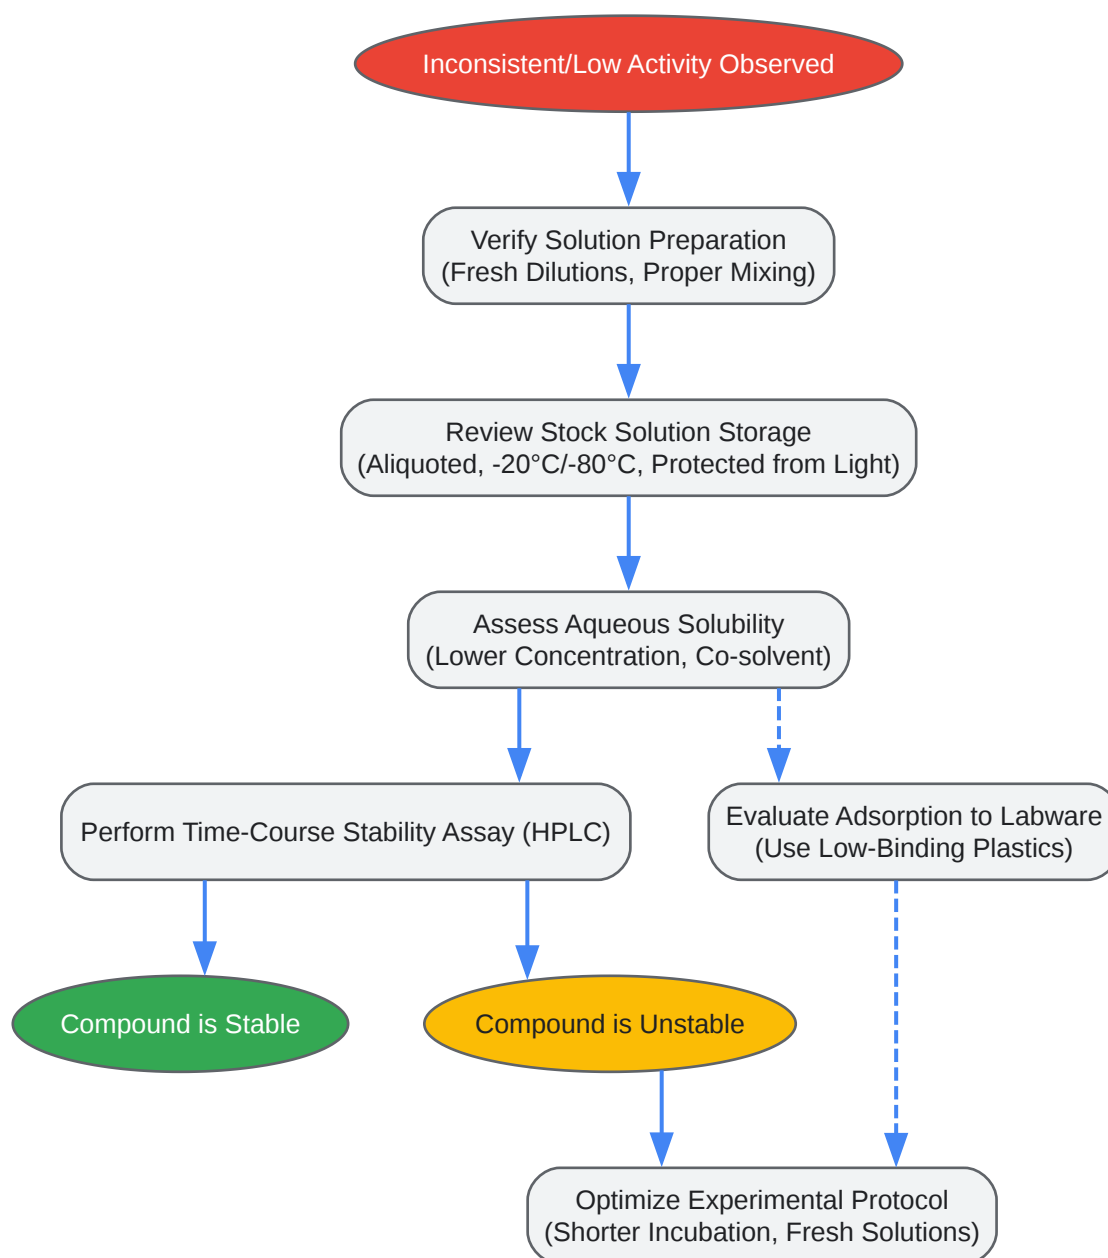 Inconsistent/Low Activity Observed
Verify Solution Preparation
(Fresh Dilutions, Proper Mixing)
Review Stock Solution Storage
(Aliquoted, -20°C/-80°C, Protected from Light)
Assess Aqueous Solubility
(Lower Concentration, Co-solvent)
Perform Time-Course Stability Assay (HPLC)
Evaluate Adsorption to Labware
(Use Low-Binding Plastics)
Compound is Stable
Compound is Unstable
Optimize Experimental Protocol
(Shorter Incubation, Fresh Solutions)